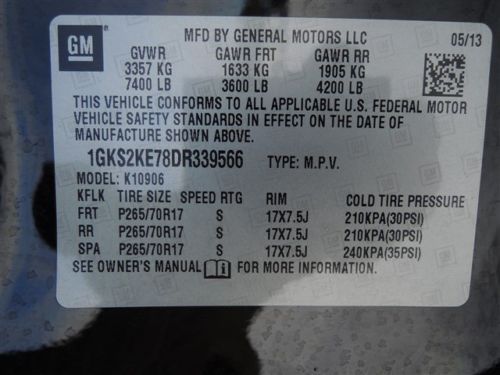 GM
MFD BY GENERAL MOTORS LLC
05/13
GVWR GAWR FRT GAWR RR
3357 KG 1633 KG 1905 KG
7400 LB 3600 LB 4200 LB
THIS VEHICLE CONFORMS TO ALL APPLICABLE U.S. FEDERAL MOTOR
VEHICLE SAFETY STANDARDS IN EFFECT ON THE DATE OF
MANUFACTURE SHOWN ABOVE.
1GKS2KE78DR339566 TYPE: M.P.V.
MODEL: K10906
KFLK TIRE SIZE SPEED RTG RIM COLD TIRE PRESSURE
FRT P265/70R17 S 17X7.5J 210KPA(30PSI)
RR P265/70R17 S 17X7.5J 210KPA(30PSI)
SPA P265/70R17 S 17X7.5J 240KPA(35PSI)
SEE OWNER'S MANUAL FOR MORE INFORMATION.